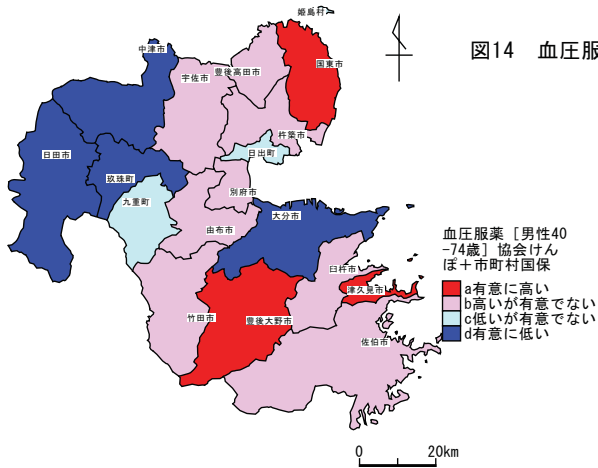 姫島村
図14　血圧服
中津市
国東市
豊後高田市
宇佐市
杵築市
日田市
日出町
玖珠町
別府市
九重町
大分市
由布市
血圧服薬［男性40
-74歳］協会けん
ぽ＋市町村国保
臼杵市
a有意に高い
津久見市
b高いが有意でない
竹田市
豊後大野市
c低いが有意でない
d有意に低い
佐伯市
0　20km